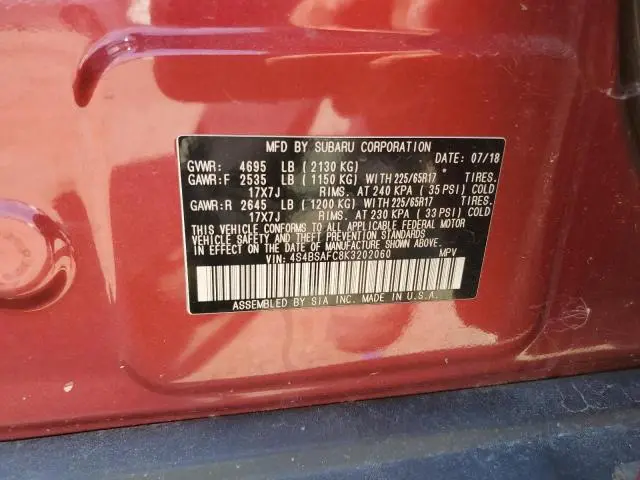 MFD. BY SUBARU CORPORATION
GVWR: 4695 LB ( 2130 KG) DATE: 07/18
GAWR:F 2535 LB ( 1150 KG) WITH 225/65R17 TIRES.
17X7J RIMS. AT 240 KPA ( 35 PSI) COLD
GAWR:R 2645 LB ( 1200 KG) WITH 225/65R17 TIRES.
17X7J RIMS. AT 230 KPA ( 33 PSI) COLD
THIS VEHICLE CONFORMS TO ALL APPLICABLE FEDERAL MOTOR
VEHICLE SAFETY AND THEFT PREVENTION STANDARDS IN
EFFECT ON THE DATE OF MANUFACTURE SHOWN ABOVE.
VIN: 4S4BSAFC8K3202060 MPV
ASSEMBLED BY SIA INC. MADE IN U.S.A.